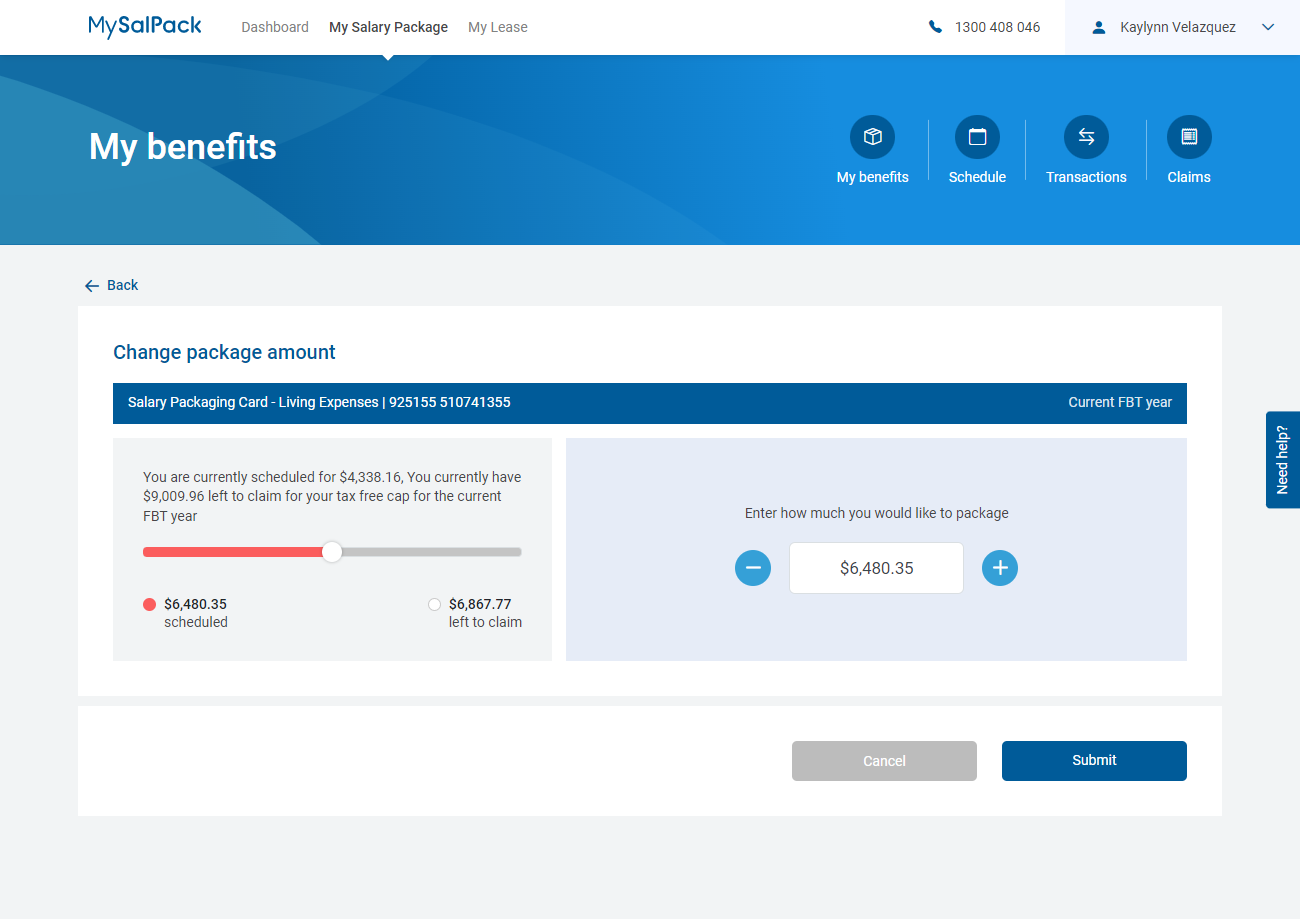 MySalPack
Dashboard
My Salary Package
My Lease
1300 408 046
Kaylynn Velazquez
My benefits
My benefits
Schedule
Transactions
Claims
Back
Change package amount
Salary Packaging Card - Living Expenses | 925155 510741355
Current FBT year
You are currently scheduled for $4,338.16, You currently have
$9,009.96 left to claim for your tax free cap for the current
FBT year
$6,480.35
scheduled
$6,867.77
left to claim
Enter how much you would like to package
$6,480.35
Need help?
Cancel
Submit